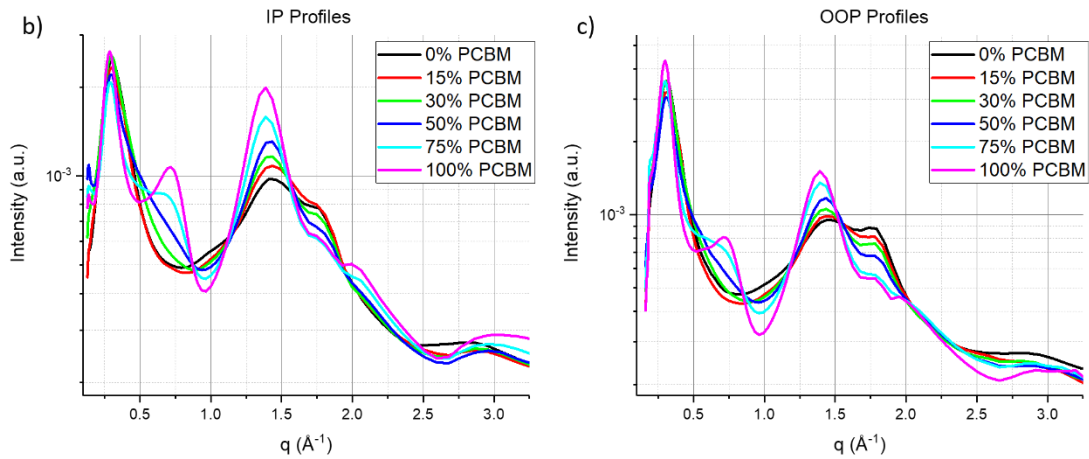 b)
IP Profiles
0% PCBM
15% PCBM
30% PCBM
50% PCBM
75% PCBM
100% PCBM
10⁻³
Intensity (a.u.)
0.5 1.0 1.5 2.0 2.5 3.0
q (Å⁻¹)
c)
OOP Profiles
0% PCBM
15% PCBM
30% PCBM
50% PCBM
75% PCBM
100% PCBM
10⁻³
Intensity (a.u.)
0.5 1.0 1.5 2.0 2.5 3.0
q (Å⁻¹)